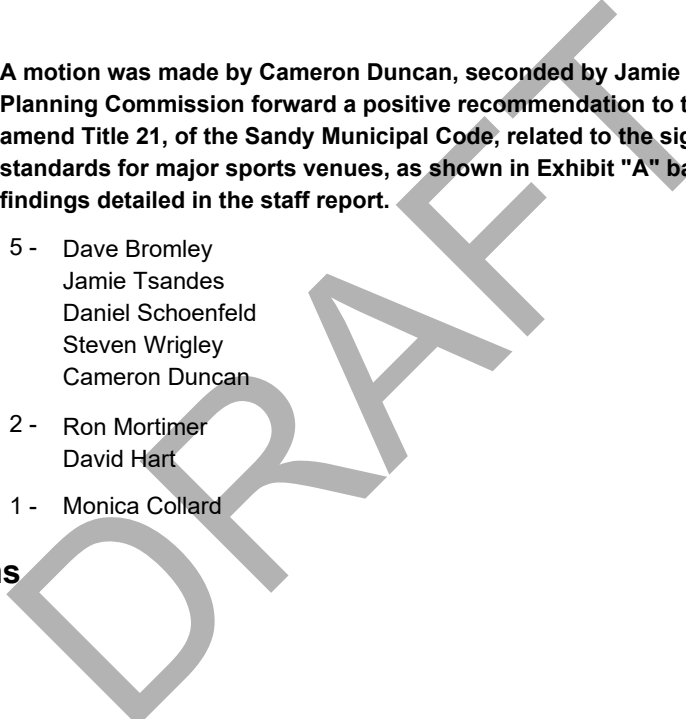 A motion was made by Cameron Duncan, seconded by Jamie
Planning Commission forward a positive recommendation to
amend Title 21, of the Sandy Municipal Code, related to the
standards for major sports venues, as shown in Exhibit "A"
findings detailed in the staff report.
5 - Dave Bromley
Jamie Tsandes
Daniel Schoenfeld
Steven Wrigley
Cameron Duncan
2 - Ron Mortimer
David Hart
1 - Monica Collard
DRAFT